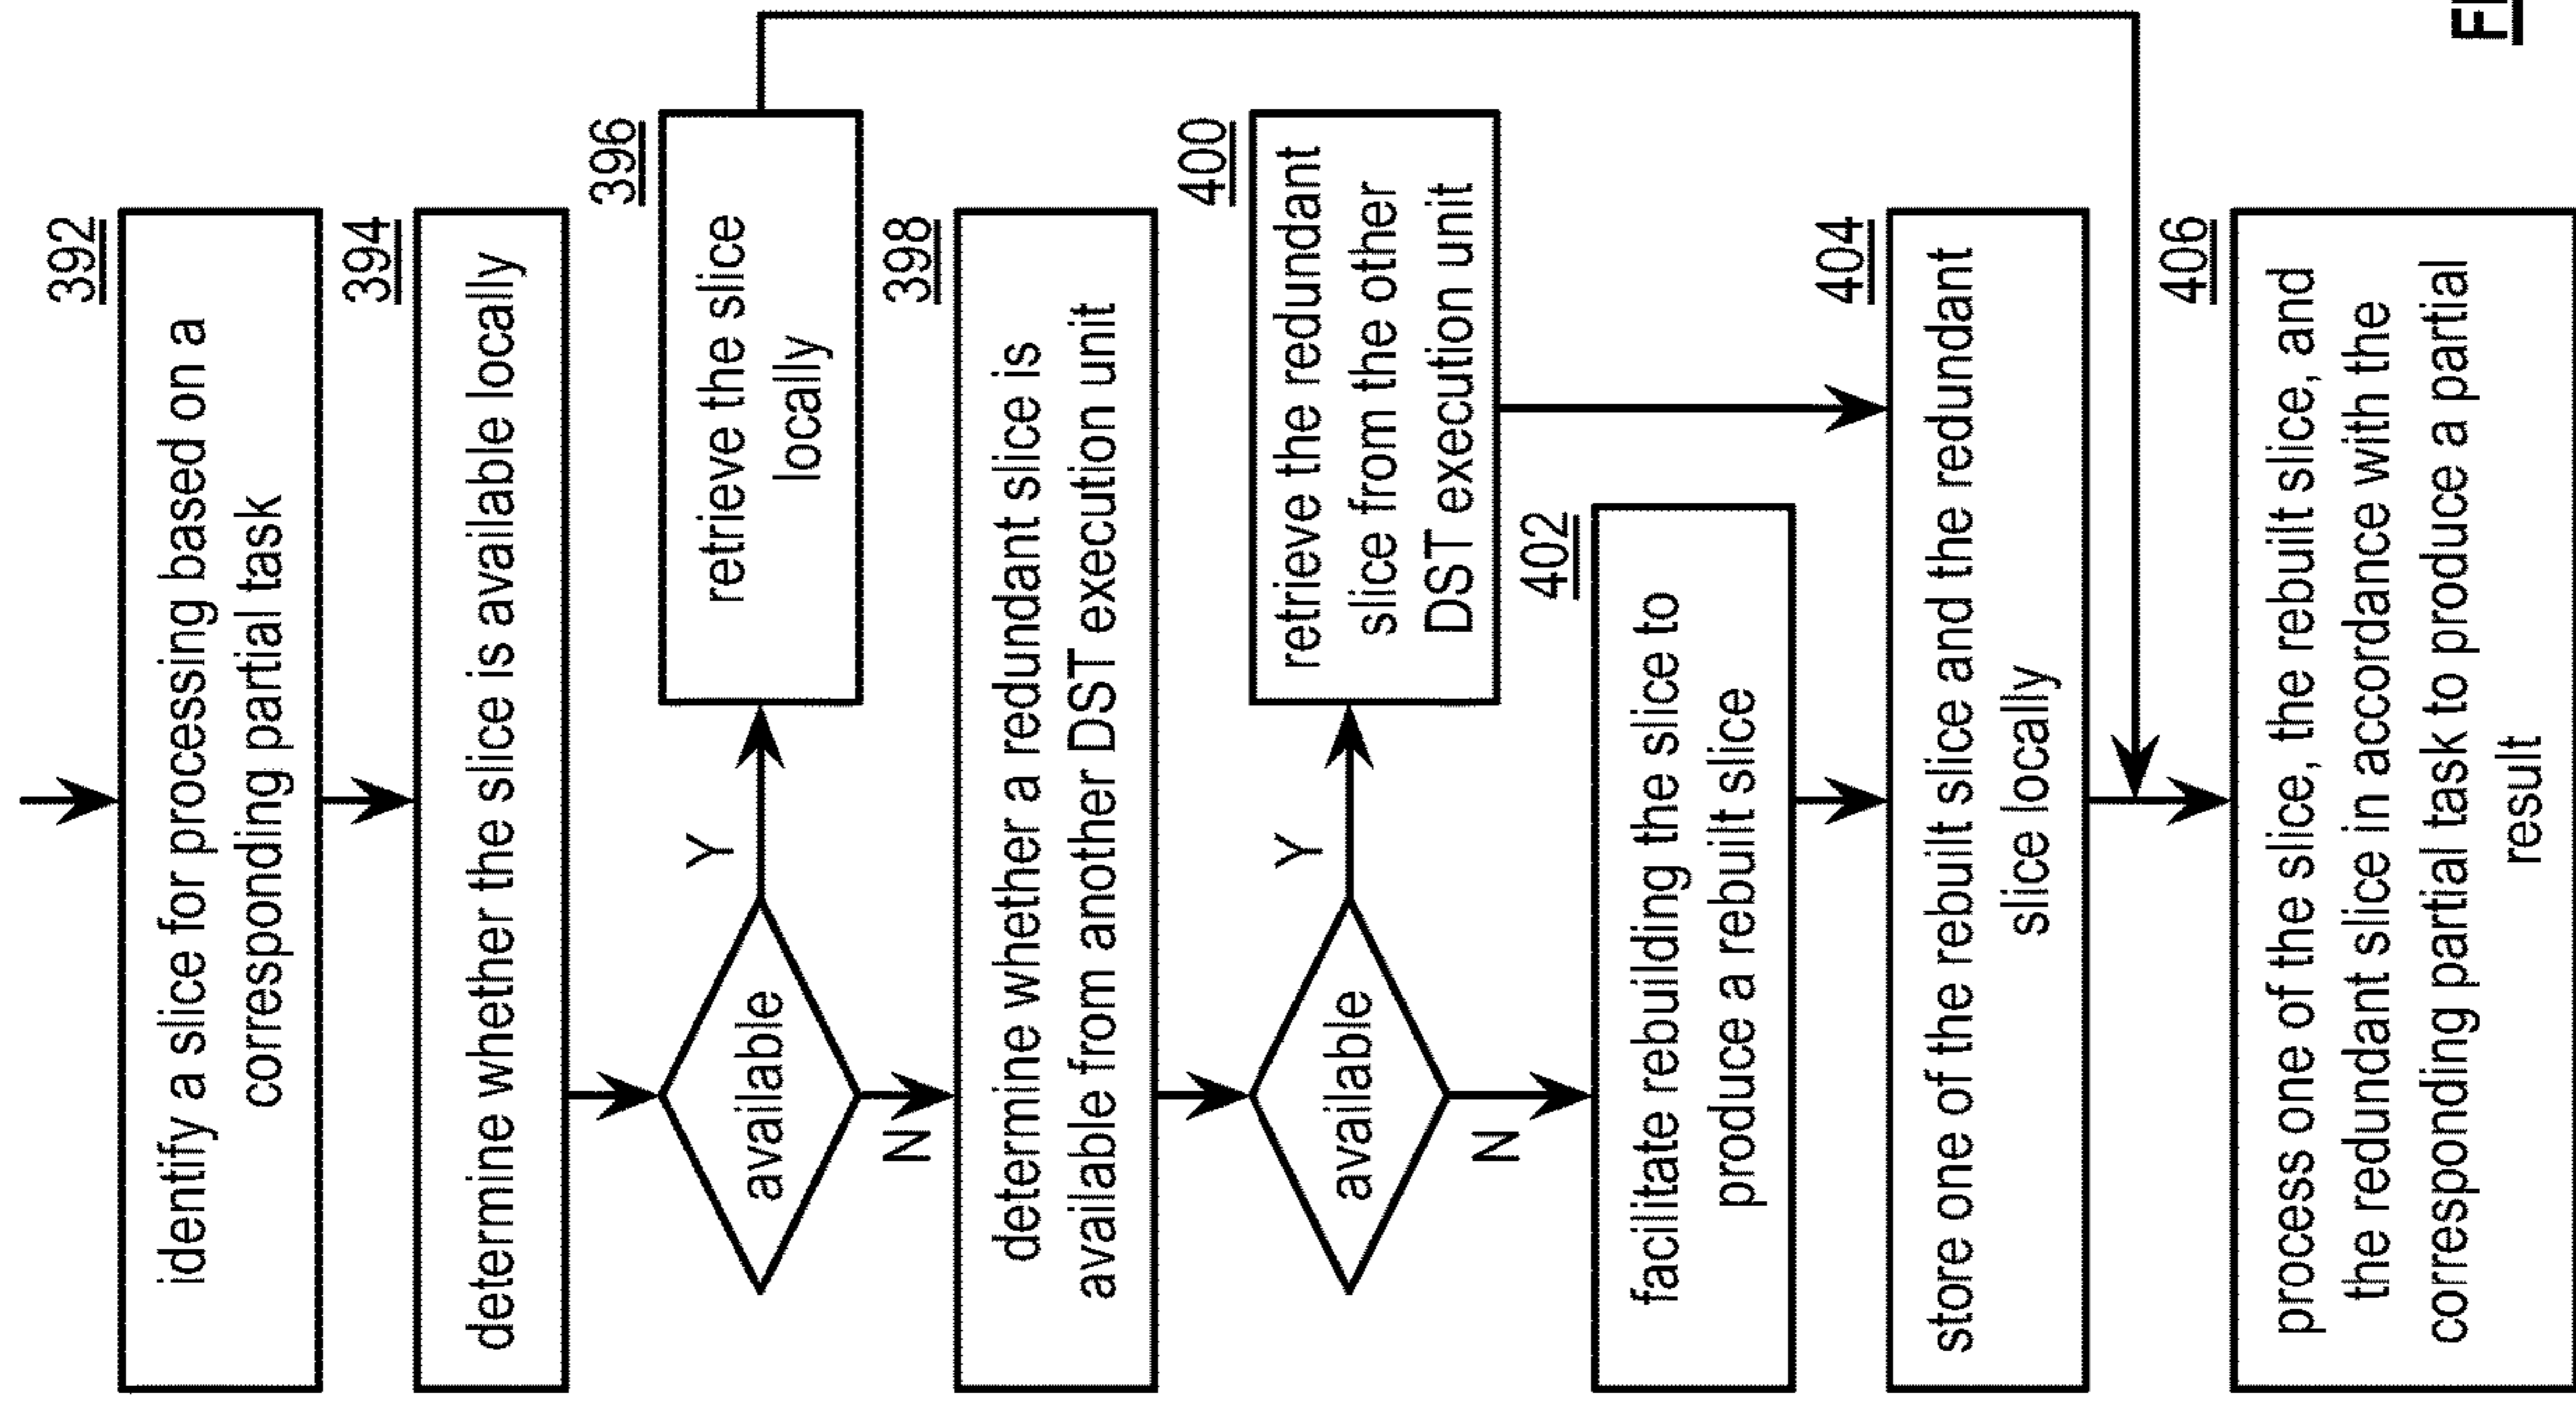 392
identify a slice for processing based on a
corresponding partial task
394
determine whether the slice is available locally
396
retrieve the slice
locally
available
Y
N
398
determine whether a redundant slice is
available from another DST execution unit
400
retrieve the redundant
slice from the other
DST execution unit
available
Y
N
402
facilitate rebuilding the slice to
produce a rebuilt slice
404
store one of the rebuilt slice and the redundant
slice locally
406
process one of the slice, the rebuilt slice, and
the redundant slice in accordance with the
corresponding partial task to produce a partial
result